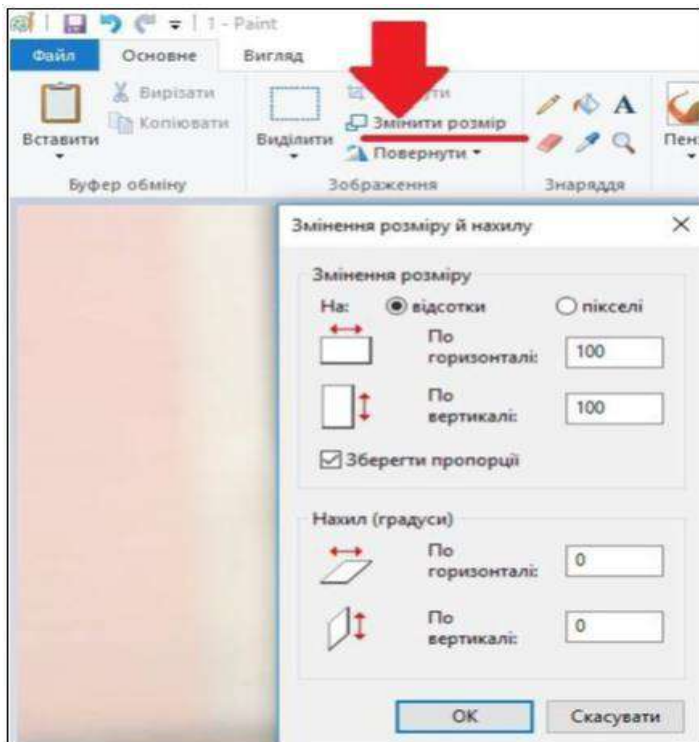 1 - Paint
Файл Основне Вигляд
Вставити
Вирізати
Копіювати
Буфер обміну
Виділити
Змінити розмір
Повернути
Зображення
A
Знаряддя
Змінення розміру й нахилу
Змінення розміру
На: відсотки пікселі
По горизонталі: 100
По вертикалі: 100
Зберегти пропорції
Нахил (градуси)
По горизонталі: 0
По вертикалі: 0
OK Скасувати